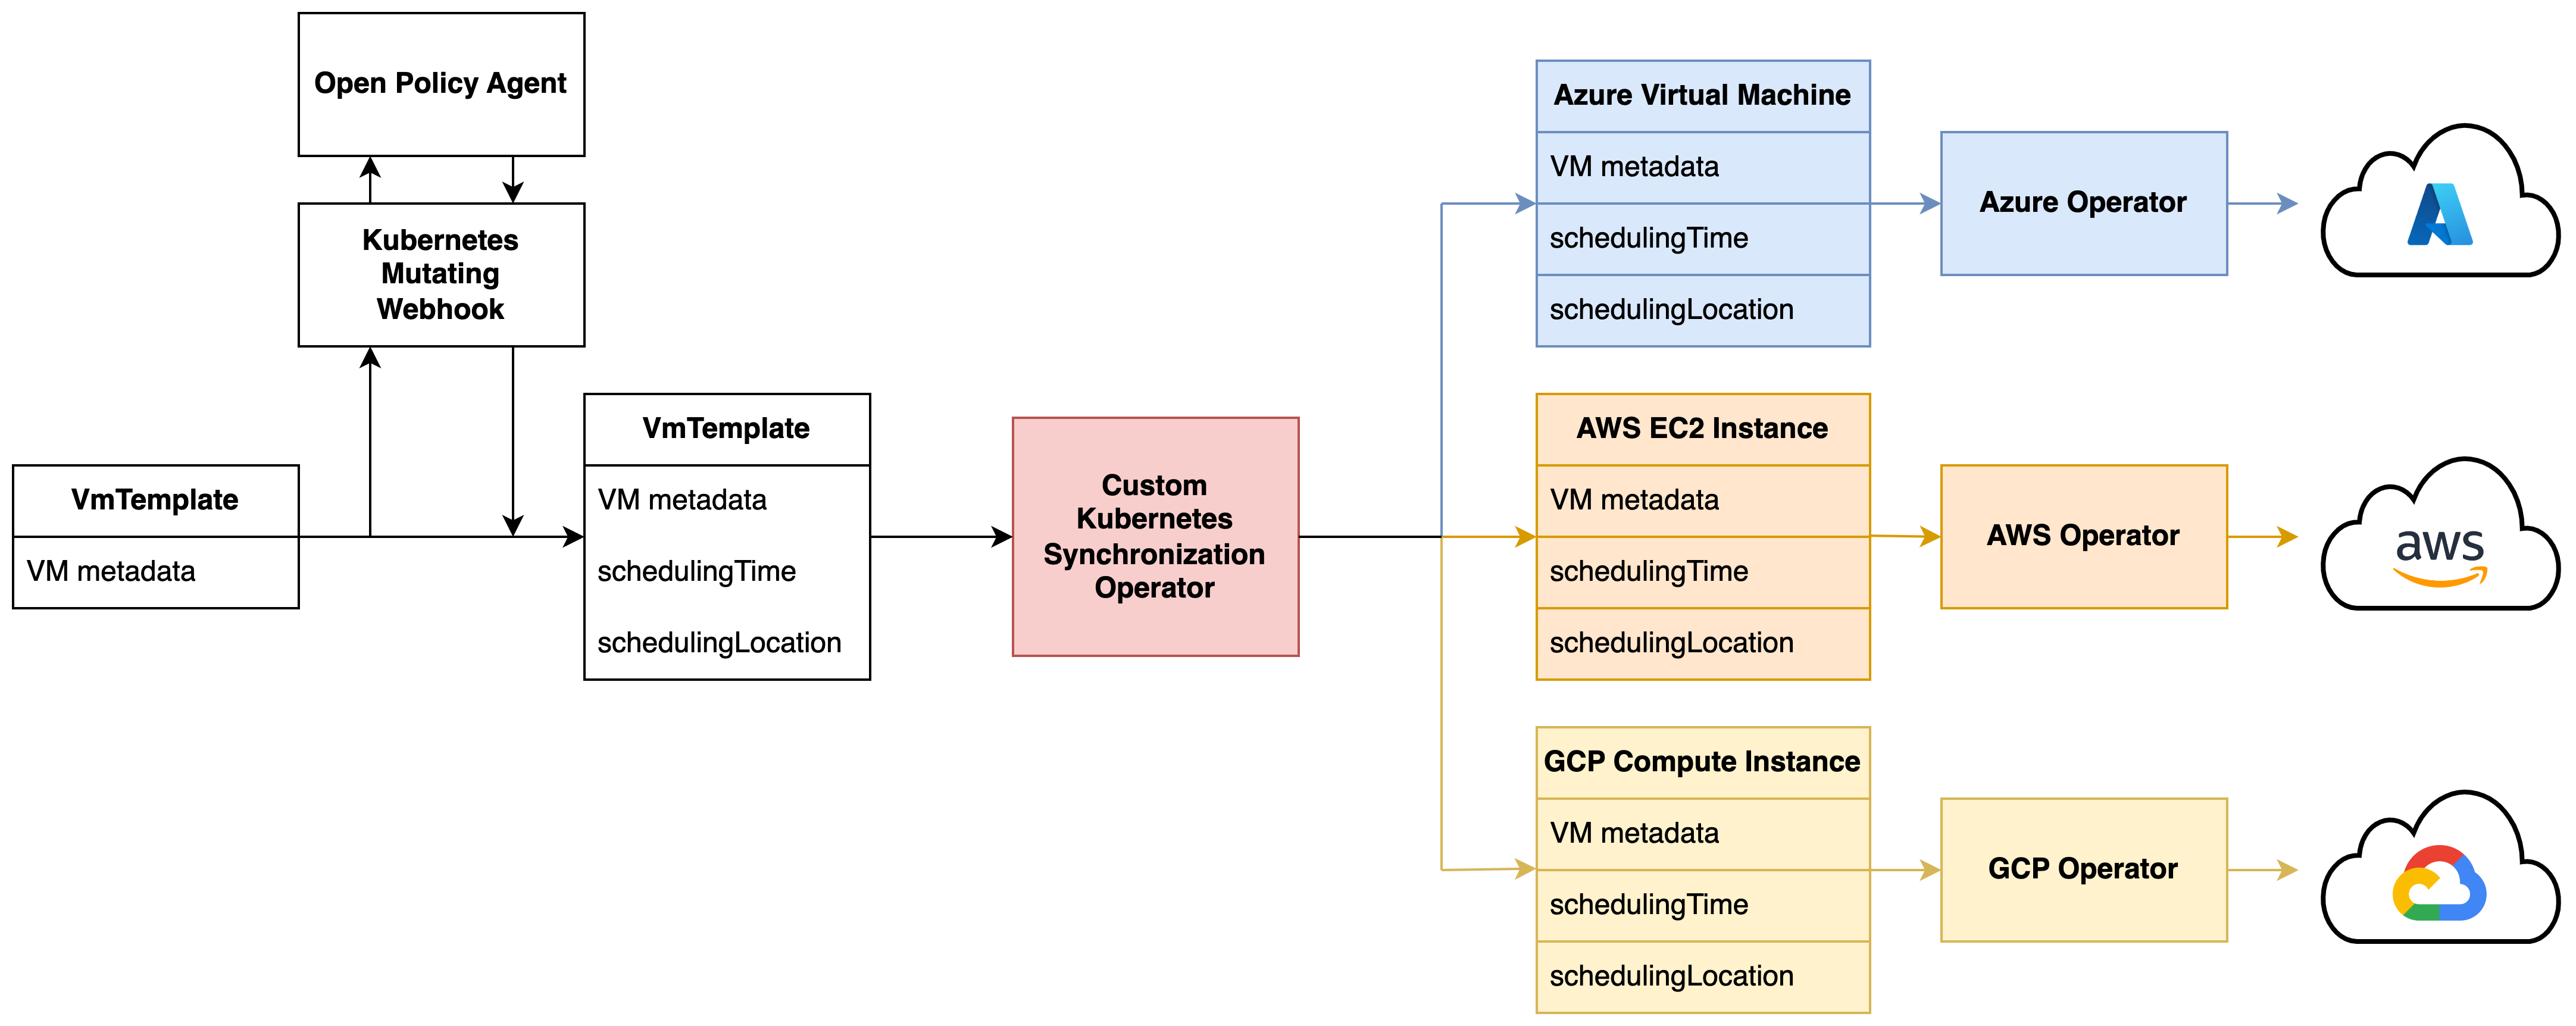 Open Policy Agent
Kubernetes
Mutating
Webhook
VmTemplate
VM metadata
VmTemplate
VM metadata
schedulingTime
schedulingLocation
Custom
Kubernetes
Synchronization
Operator
Azure Virtual Machine
VM metadata
schedulingTime
schedulingLocation
Azure Operator
AWS EC2 Instance
VM metadata
schedulingTime
schedulingLocation
AWS Operator
aws
GCP Compute Instance
VM metadata
schedulingTime
schedulingLocation
GCP Operator